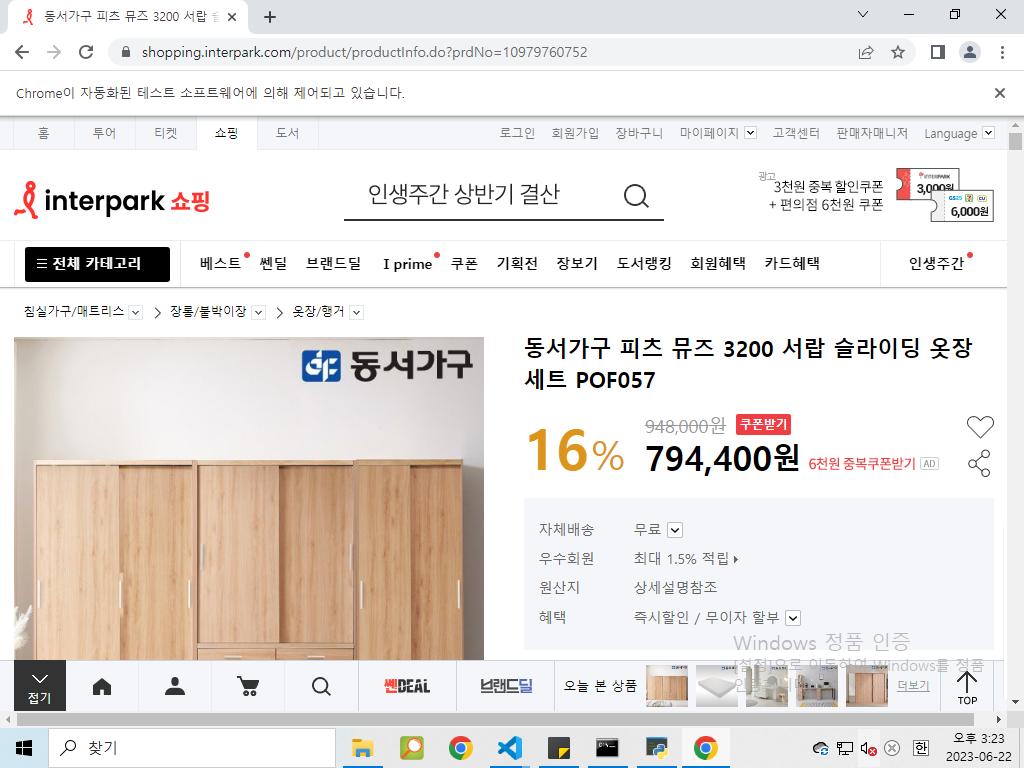 동서가구 피츠 뮤즈 3200 서랍 슬
shopping.interpark.com/product/productInfo.do?prdNo=10979760752
Chrome이 자동화된 테스트 소프트웨어에 의해 제어되고 있습니다.
홈 투어 티켓 쇼핑 도서 로그인 회원가입 장바구니 마이페이지 고객센터 판매자매니저 Language
interpark 쇼핑
인생주간 상반기 결산
광고
3천원 중복 할인쿠폰
+ 편의점 6천원 쿠폰
INTERPARK
3,000원
GS25 CU
6,000원
전체 카테고리 베스트 쎈딜 브랜드딜 I prime 쿠폰 기획전 장보기 도서랭킹 회원혜택 카드혜택 인생주간
침실가구/매트리스 장롱/붙박이장 옷장/행거
동서가구
동서가구 피츠 뮤즈 3200 서랍 슬라이딩 옷장
세트 POF057
16%
948,000원 쿠폰받기
794,400원 6천원 중복쿠폰받기 AD
자체배송 무료
우수회원 최대 1.5% 적립
원산지 상세설명참조
혜택 즉시할인 / 무이자 할부
Windows 정품 인증
[설정]으로 이동하여 Windows를 정품
접기
쎈DEAL
브랜드딜
오늘 본 상품
더보기
TOP
찾기
한
오후 3:23
2023-06-22